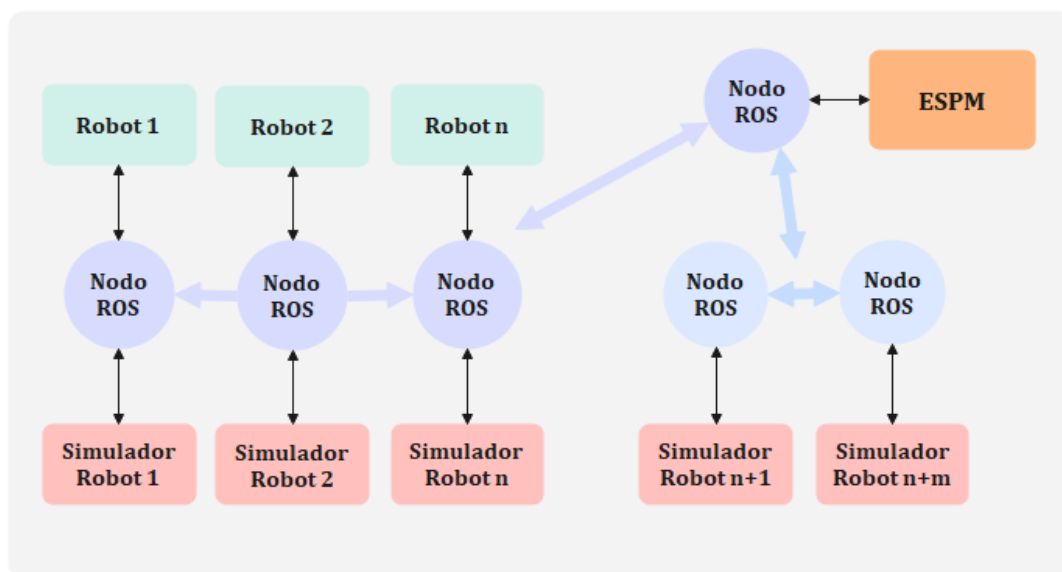 Robot 1
Robot 2
Robot n
Nodo
ROS
ESPM
Nodo
ROS
Nodo
ROS
Nodo
ROS
Nodo
ROS
Nodo
ROS
Simulador
Robot 1
Simulador
Robot 2
Simulador
Robot n
Simulador
Robot n+1
Simulador
Robot n+m